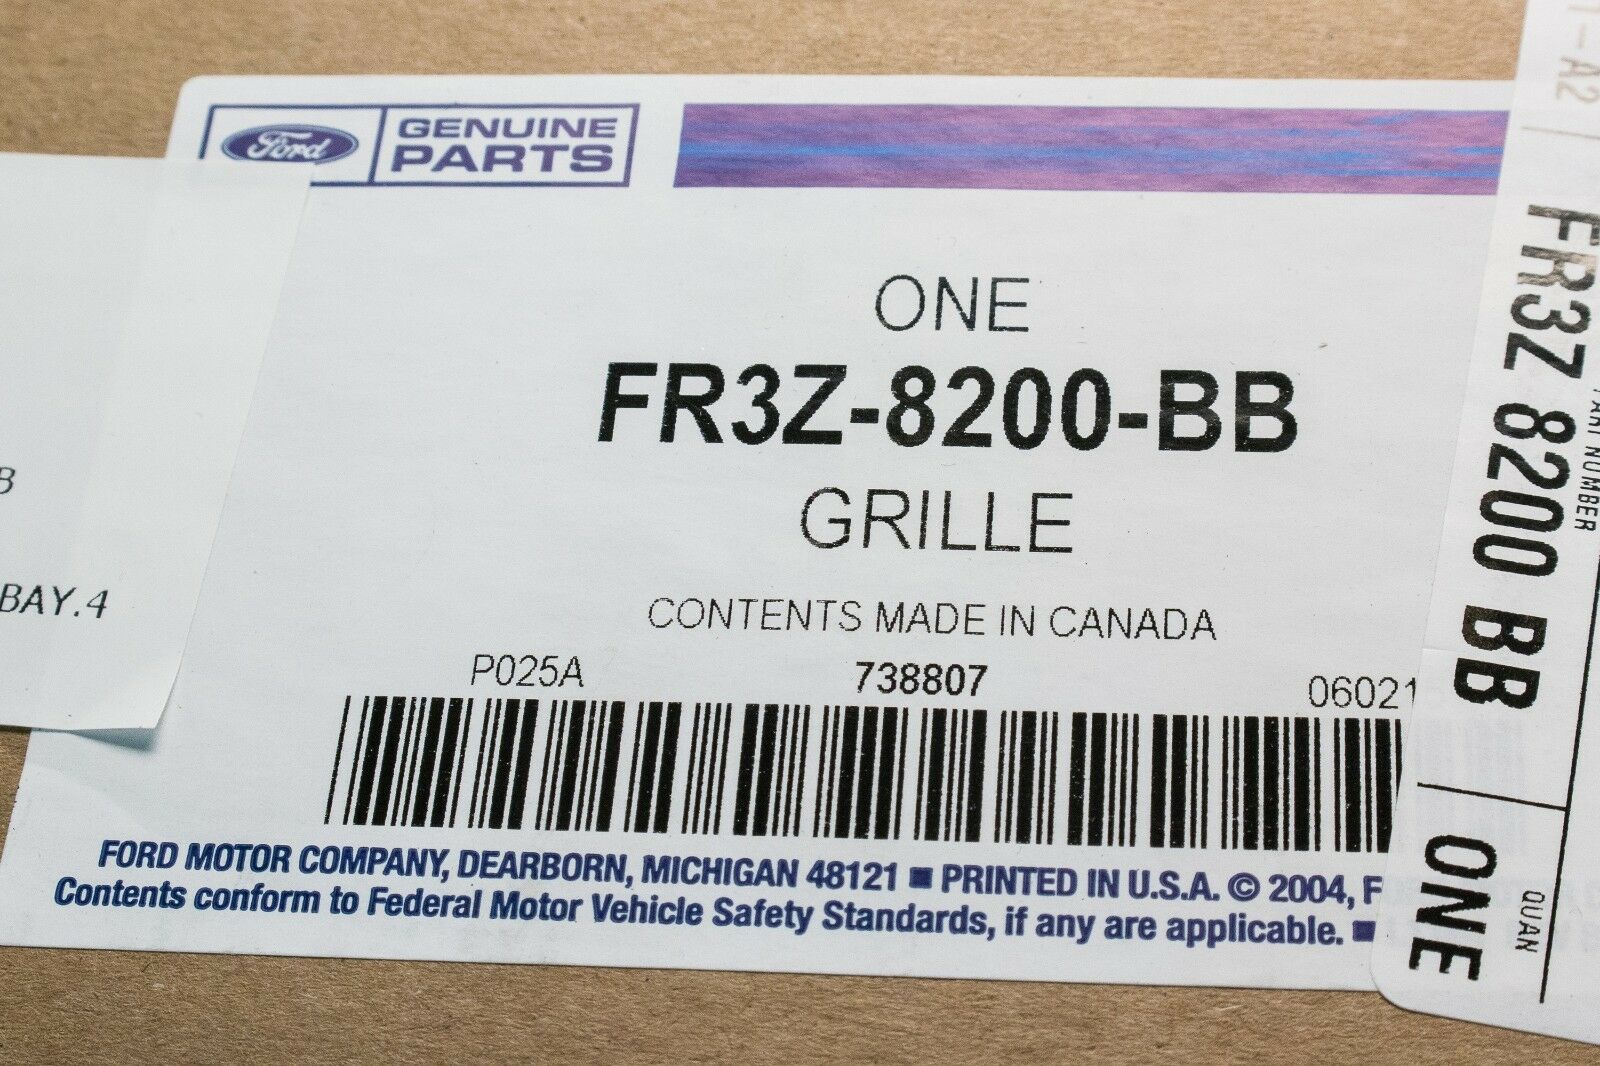 Ford
GENUINE
PARTS
ONE
FR3Z-8200-BB
GRILLE
CONTENTS MADE IN CANADA
P025A 738807 06021
FORD MOTOR COMPANY, DEARBORN, MICHIGAN 48121 ■ PRINTED IN U.S.A. © 2004, F
Contents conform to Federal Motor Vehicle Safety Standards, if any are applicable. ■
B
BAY.4
-A2
FR3Z 8200 BB
PART NUMBER
ONE
QUAN